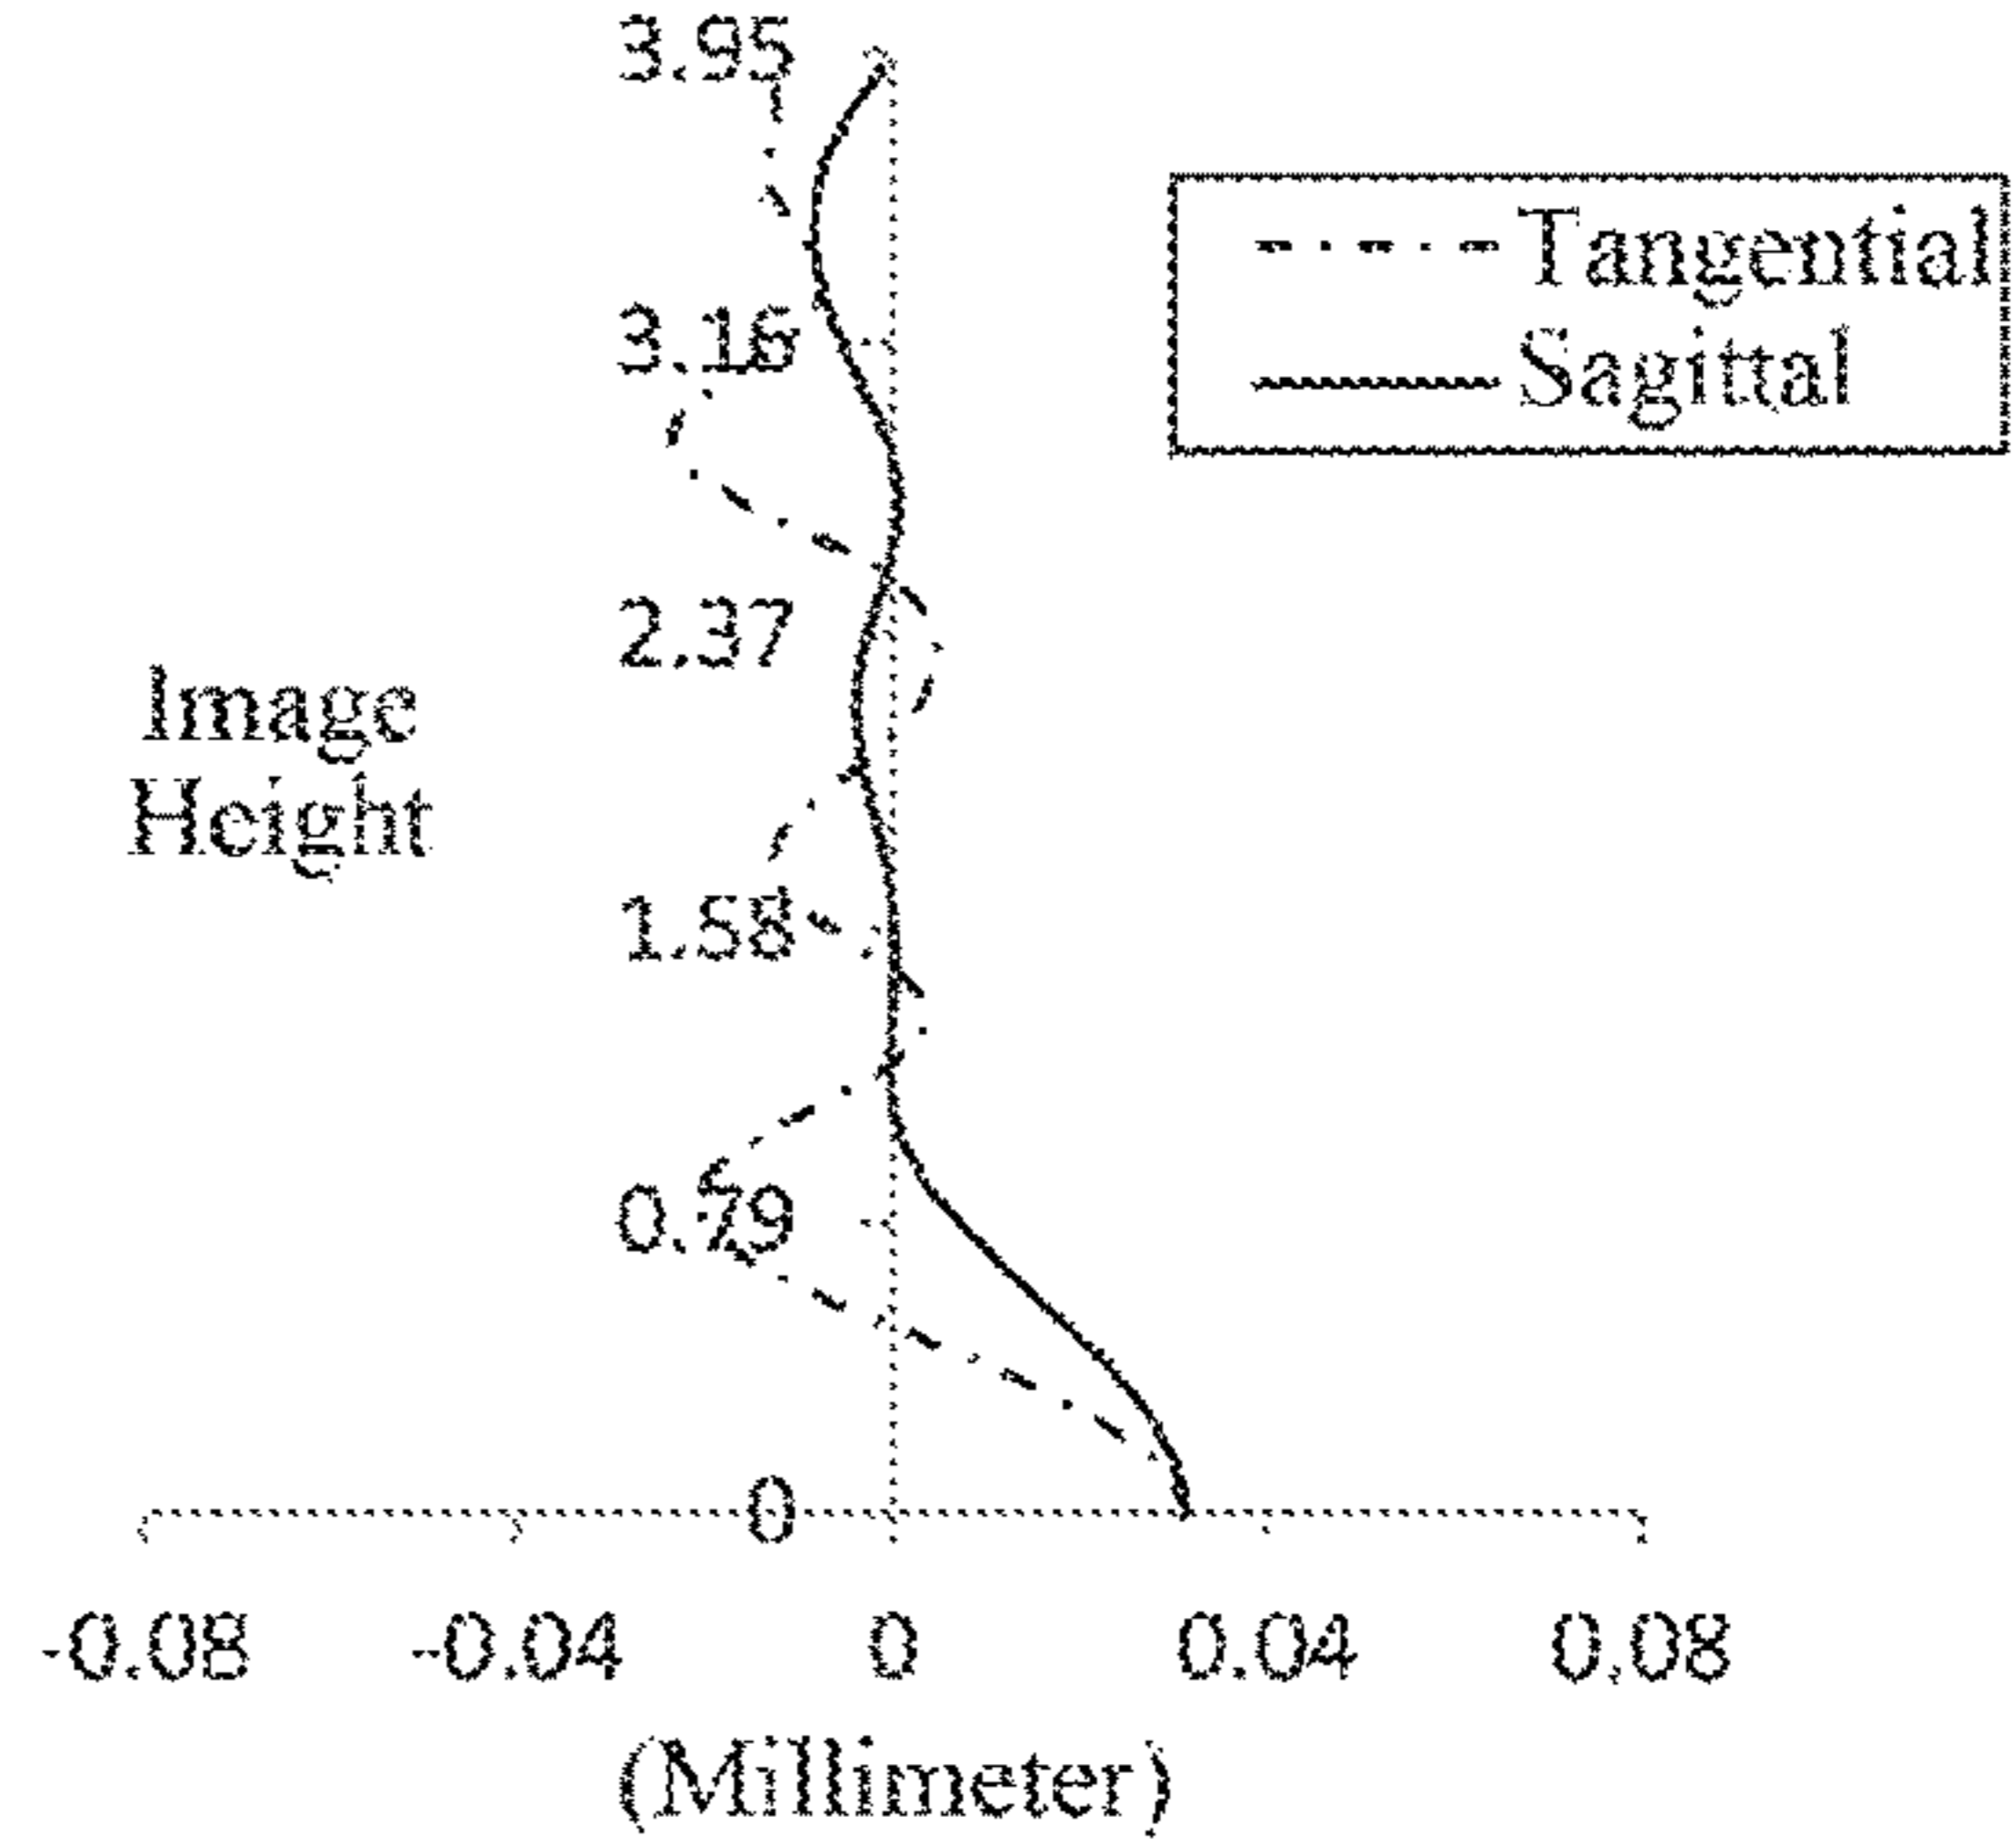 3.95
Tangential
3.16
Sagittal
2.37
Image
Height
1.58
0.79
0
-0.08 -0.04 0 0.04 0.08
(Millimeter)